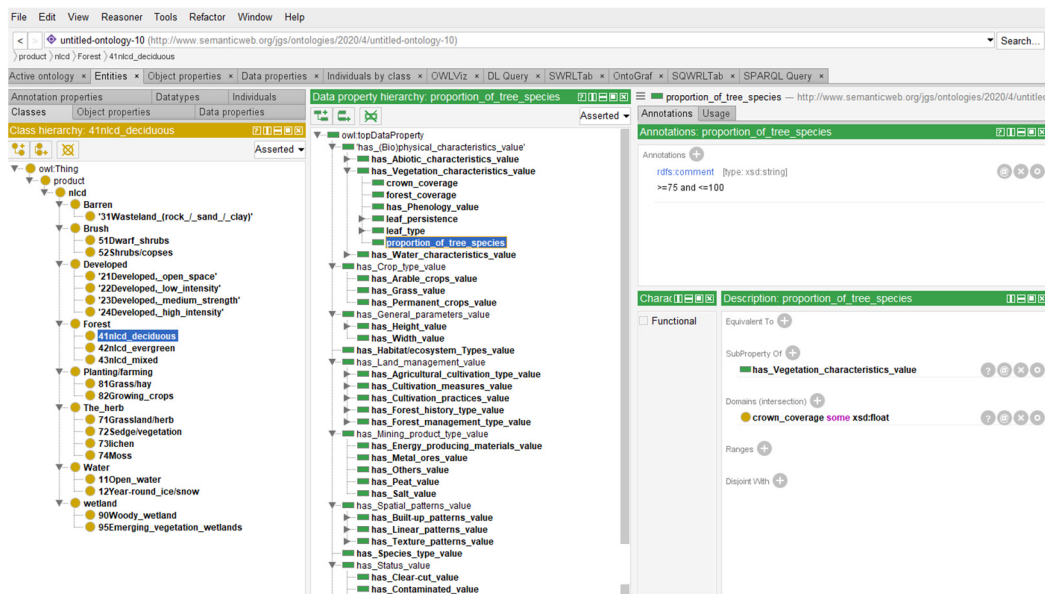 File Edit View Reasoner Tools Refactor Window Help
< > untitled-ontology-10 (http://www.semanticweb.org/jgs/ontologies/2020/4/untitled-ontology-10) Search...
product nlcd Forest 41nlcd_deciduous
Active ontology × Entities × Object properties × Data properties × Individuals by class × OWLViz × DL Query × SWRLTab × OntoGraf × SQWRLTab × SPARQL Query ×
Annotation properties Datatypes Individuals
Classes Object properties Data properties
Class hierarchy: 41nlcd_deciduous
Asserted
owl:Thing
product
nlcd
Barren
'31Wasteland_(rock_/_sand_/_clay)'
Brush
51Dwarf_shrubs
52Shrubs/copses
Developed
'21Developed,_open_space'
'22Developed,_low_intensity'
'23Developed,_medium_strength'
'24Developed,_high_intensity'
Forest
41nlcd_deciduous
42nlcd_evergreen
43nlcd_mixed
Planting/farming
81Grass/hay
82Growing_crops
The_herb
71Grassland/herb
72Sedge/vegetation
73lichen
74Moss
Water
11Open_water
12Year-round_ice/snow
wetland
90Woody_wetland
95Emerging_vegetation_wetlands
Data property hierarchy: proportion_of_tree_species
Asserted
owl:topDataProperty
'has_(Bio)physical_characteristics_value'
has_Abiotic_characteristics_value
has_Vegetation_characteristics_value
crown_coverage
forest_coverage
has_Phenology_value
leaf_persistence
leaf_type
proportion_of_tree_species
has_Water_characteristics_value
has_Crop_type_value
has_Arable_crops_value
has_Grass_value
has_Permanent_crops_value
has_General_parameters_value
has_Height_value
has_Width_value
has_Habitat/ecosystem_Types_value
has_Land_management_value
has_Agricultural_cultivation_type_value
has_Cultivation_measures_value
has_Cultivation_practices_value
has_Forest_history_type_value
has_Forest_management_type_value
has_Mining_product_type_value
has_Energy_producing_materials_value
has_Metal_ores_value
has_Others_value
has_Peat_value
has_Salt_value
has_Spatial_patterns_value
has_Built-up_patterns_value
has_Linear_patterns_value
has_Texture_patterns_value
has_Species_type_value
has_Status_value
has_Clear-cut_value
has_Contaminated_value
proportion_of_tree_species — http://www.semanticweb.org/jgs/ontologies/2020/4/untitled
Annotations Usage
Annotations: proportion_of_tree_species
Annotations
rdfs:comment [type: xsd:string]
>=75 and <=100
Charac
Functional
Description: proportion_of_tree_species
Equivalent To
SubProperty Of
has_Vegetation_characteristics_value
Domains (intersection)
crown_coverage some xsd:float
Ranges
Disjoint With